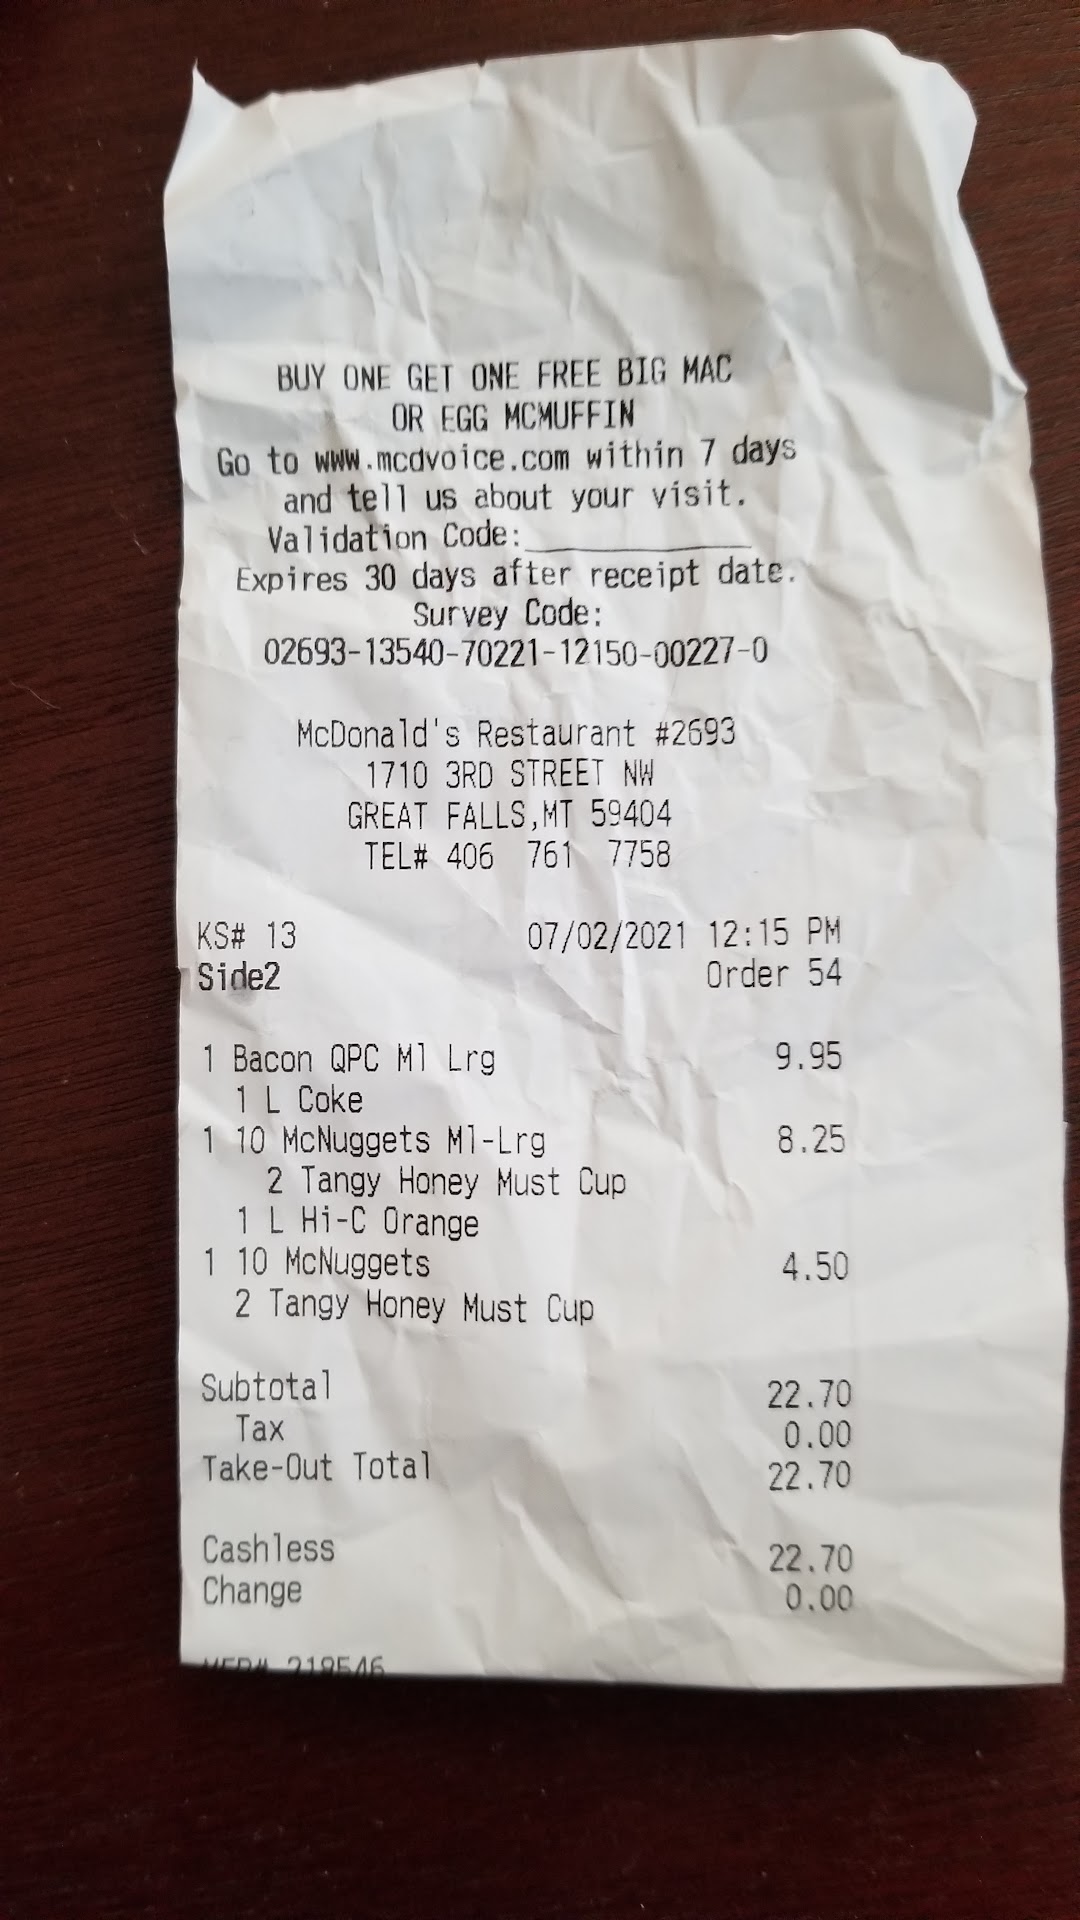 BUY ONE GET ONE FREE BIG MAC
OR EGG MCMUFFIN
Go to www.mcdvoice.com within 7 days
and tell us about your visit.
Validation Code:______________
Expires 30 days after receipt date.
Survey Code:
02693-13540-70221-12150-00227-0
McDonald's Restaurant #2693
1710 3RD STREET NW
GREAT FALLS,MT 59404
TEL# 406 761 7758
KS# 13 07/02/2021 12:15 PM
Side2 Order 54
1 Bacon QPC Ml Lrg 9.95
1 L Coke
1 10 McNuggets Ml-Lrg 8.25
2 Tangy Honey Must Cup
1 L Hi-C Orange
1 10 McNuggets 4.50
2 Tangy Honey Must Cup
Subtotal 22.70
Tax 0.00
Take-Out Total 22.70
Cashless 22.70
Change 0.00
MER# 219546